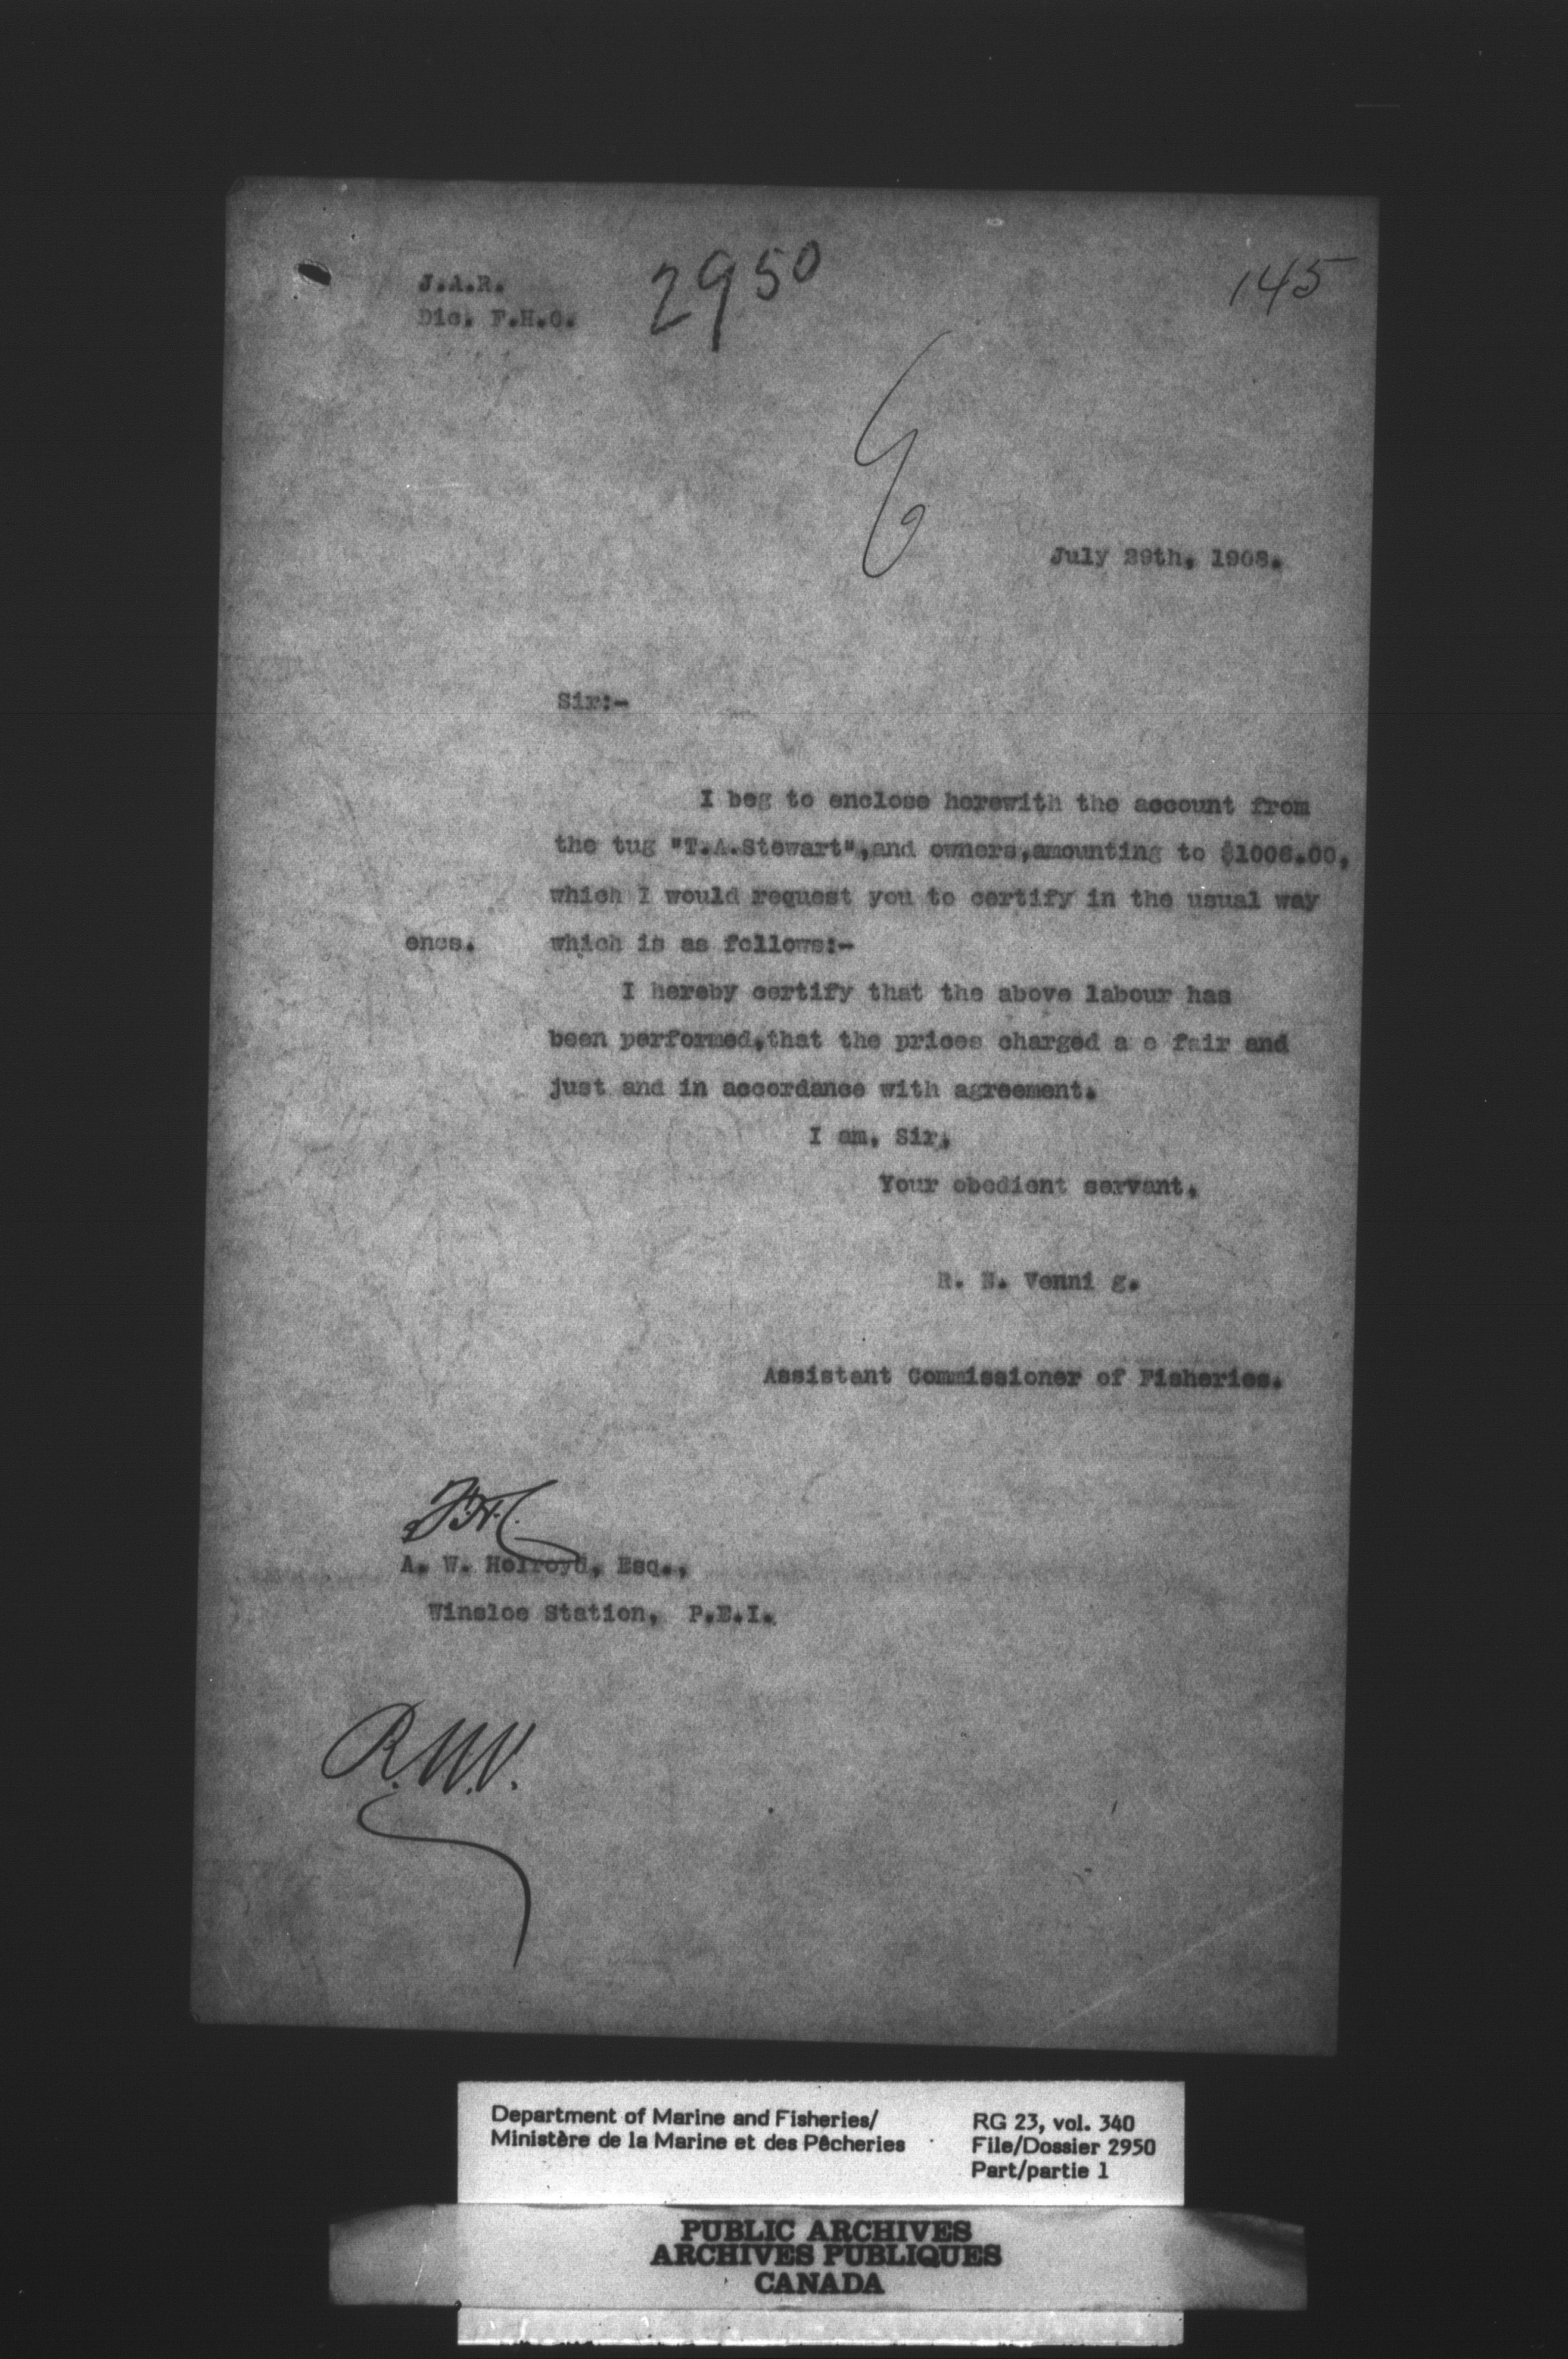 J.A.R.
Dic. F.H.C.
2950
145
E
July 29th, 1908.
Sir:-
I beg to enclose herewith the account from
the tug "T.A.Stewart",and owners,amounting to $1006.00,
which I would request you to certify in the usual way
encs. which is as follows:-
I hereby certify that the above labour has
been performed,that the prices charged a e fair and
just and in accordance with agreement.
I am, Sir,
Your obedient servant,
R. N. Venni g.
Assistant Commissioner of Fisheries.
F.H.C.
A. W. Holroyd, Esq.,
Winsloe Station, P.E.I.
R.N.V.
Department of Marine and Fisheries/
Ministère de la Marine et des Pêcheries
RG 23, vol. 340
File/Dossier 2950
Part/partie 1
PUBLIC ARCHIVES
ARCHIVES PUBLIQUES
CANADA